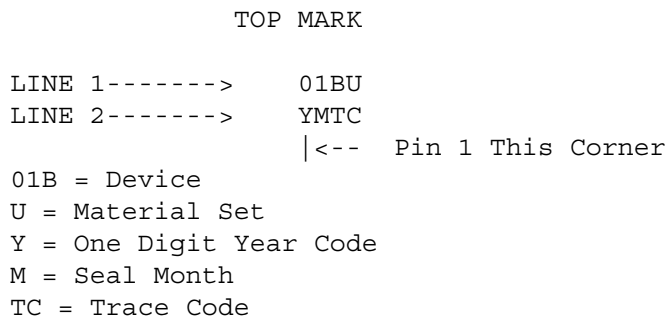 TOP MARK
LINE 1-------> 01BU
LINE 2-------> YMTC
|<-- Pin 1 This Corner
01B = Device
U = Material Set
Y = One Digit Year Code
M = Seal Month
TC = Trace Code